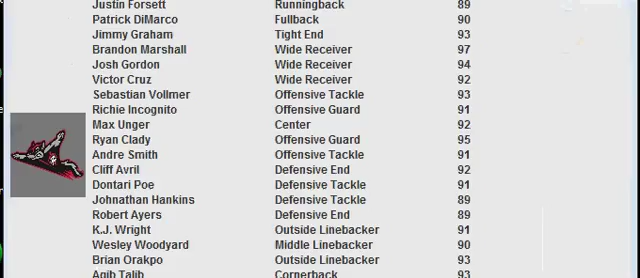 Justin Forsett Runningback 89
Patrick DiMarco Fullback 90
Jimmy Graham Tight End 93
Brandon Marshall Wide Receiver 97
Josh Gordon Wide Receiver 94
Victor Cruz Wide Receiver 92
Sebastian Vollmer Offensive Tackle 93
Richie Incognito Offensive Guard 91
Max Unger Center 92
Ryan Clady Offensive Guard 95
Andre Smith Offensive Tackle 91
Cliff Avril Defensive End 92
Dontari Poe Defensive Tackle 91
Johnathan Hankins Defensive Tackle 89
Robert Ayers Defensive End 89
K.J. Wright Outside Linebacker 91
Wesley Woodyard Middle Linebacker 90
Brian Orakpo Outside Linebacker 93
Aqib Talib Cornerback 93